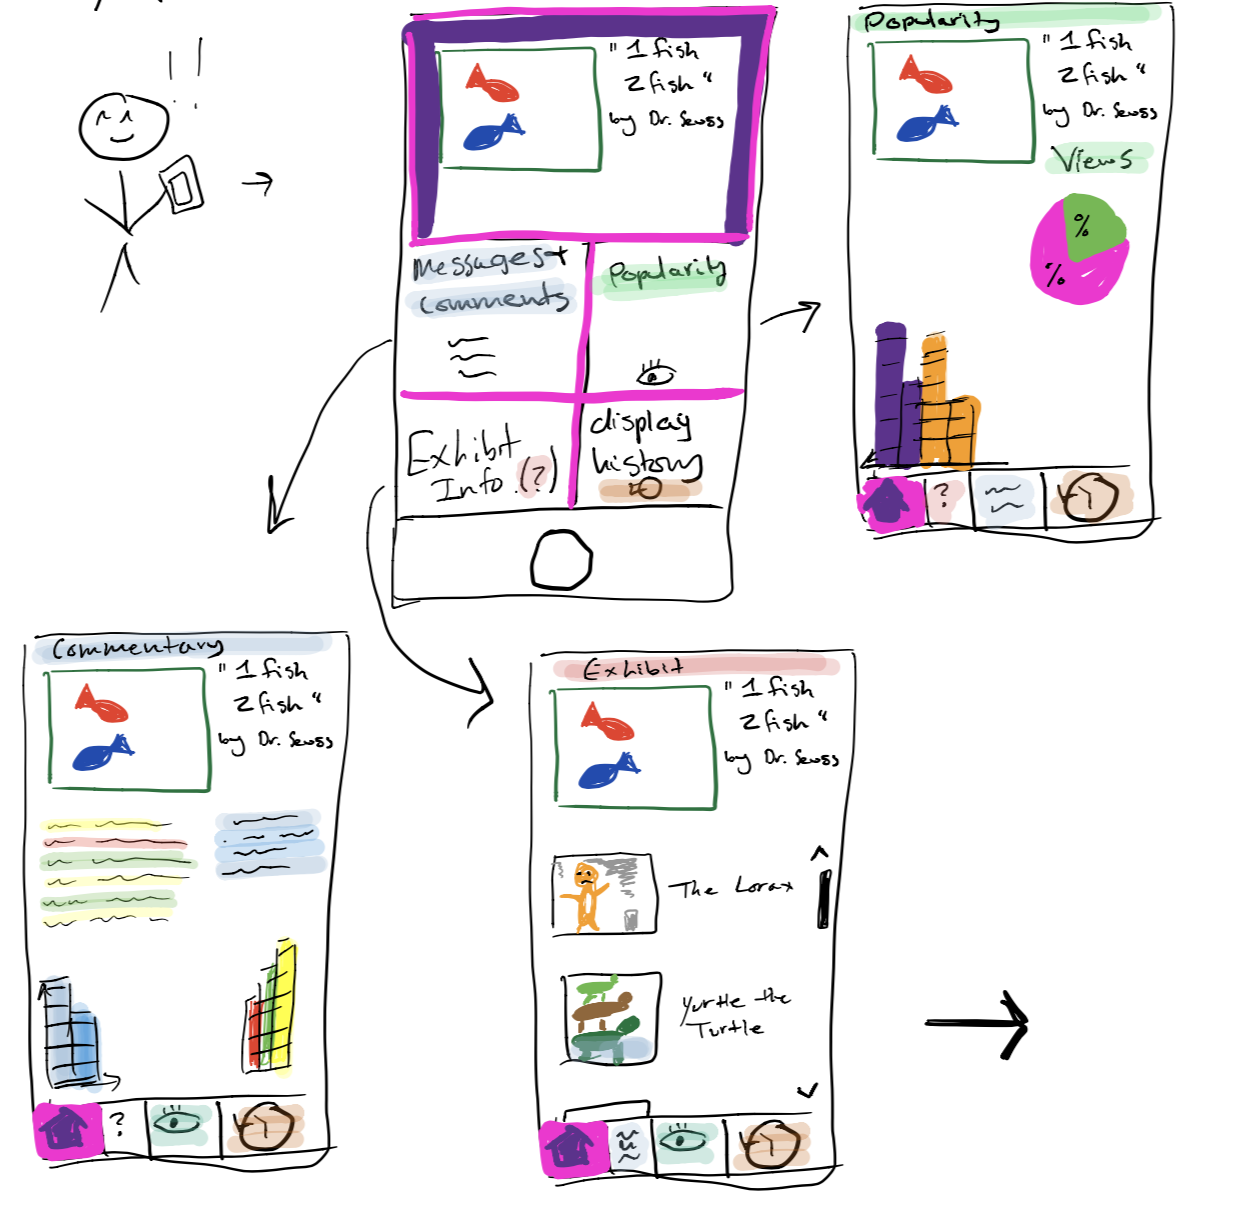 ! !
" 1 fish
2 fish "
by Dr. Seuss
Messages +
Comments
Popularity
Exhibit
Info. (?)
display
history
Popularity
" 1 fish
2 fish "
by Dr. Seuss
Views
%
%
?
Commentary
" 1 fish
2 fish "
by Dr. Seuss
?
Exhibit
" 1 fish
2 fish "
by Dr. Seuss
The Lorax
Yurtle the
Turtle